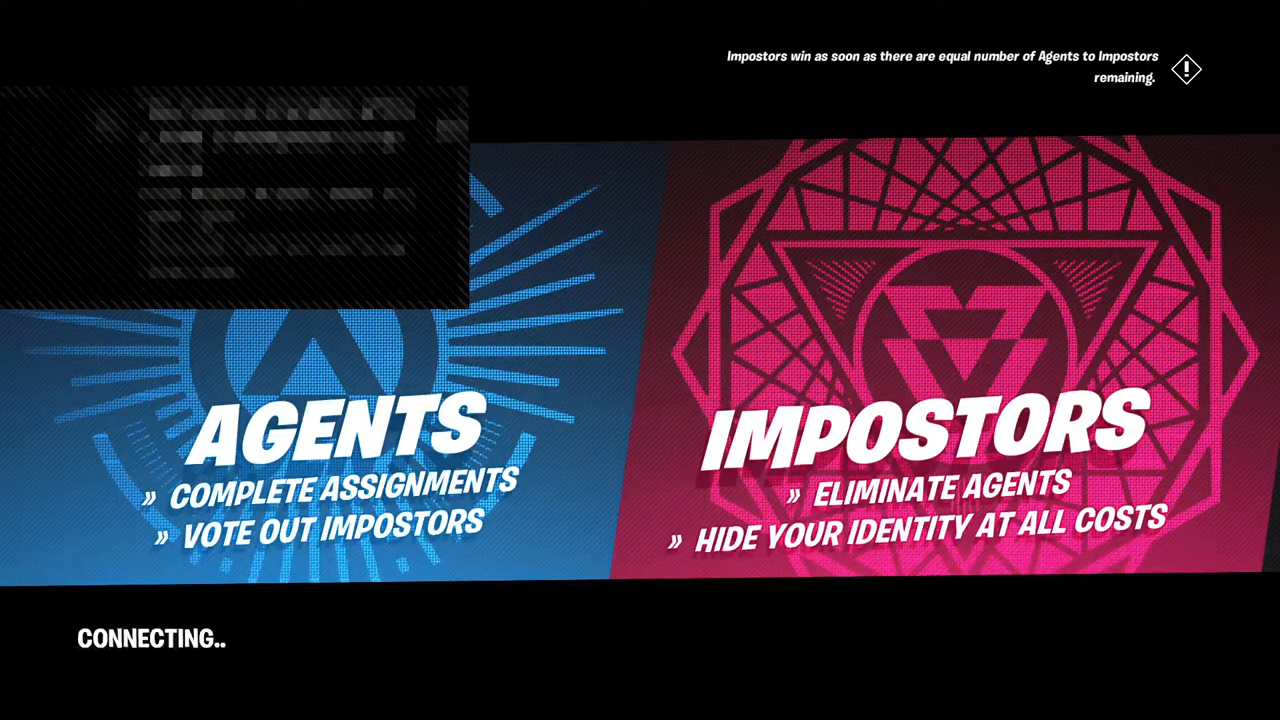 Impostors win as soon as there are equal number of Agents to Impostors
remaining.
AGENTS
» COMPLETE ASSIGNMENTS
» VOTE OUT IMPOSTORS
IMPOSTORS
» ELIMINATE AGENTS
» HIDE YOUR IDENTITY AT ALL COSTS
CONNECTING..